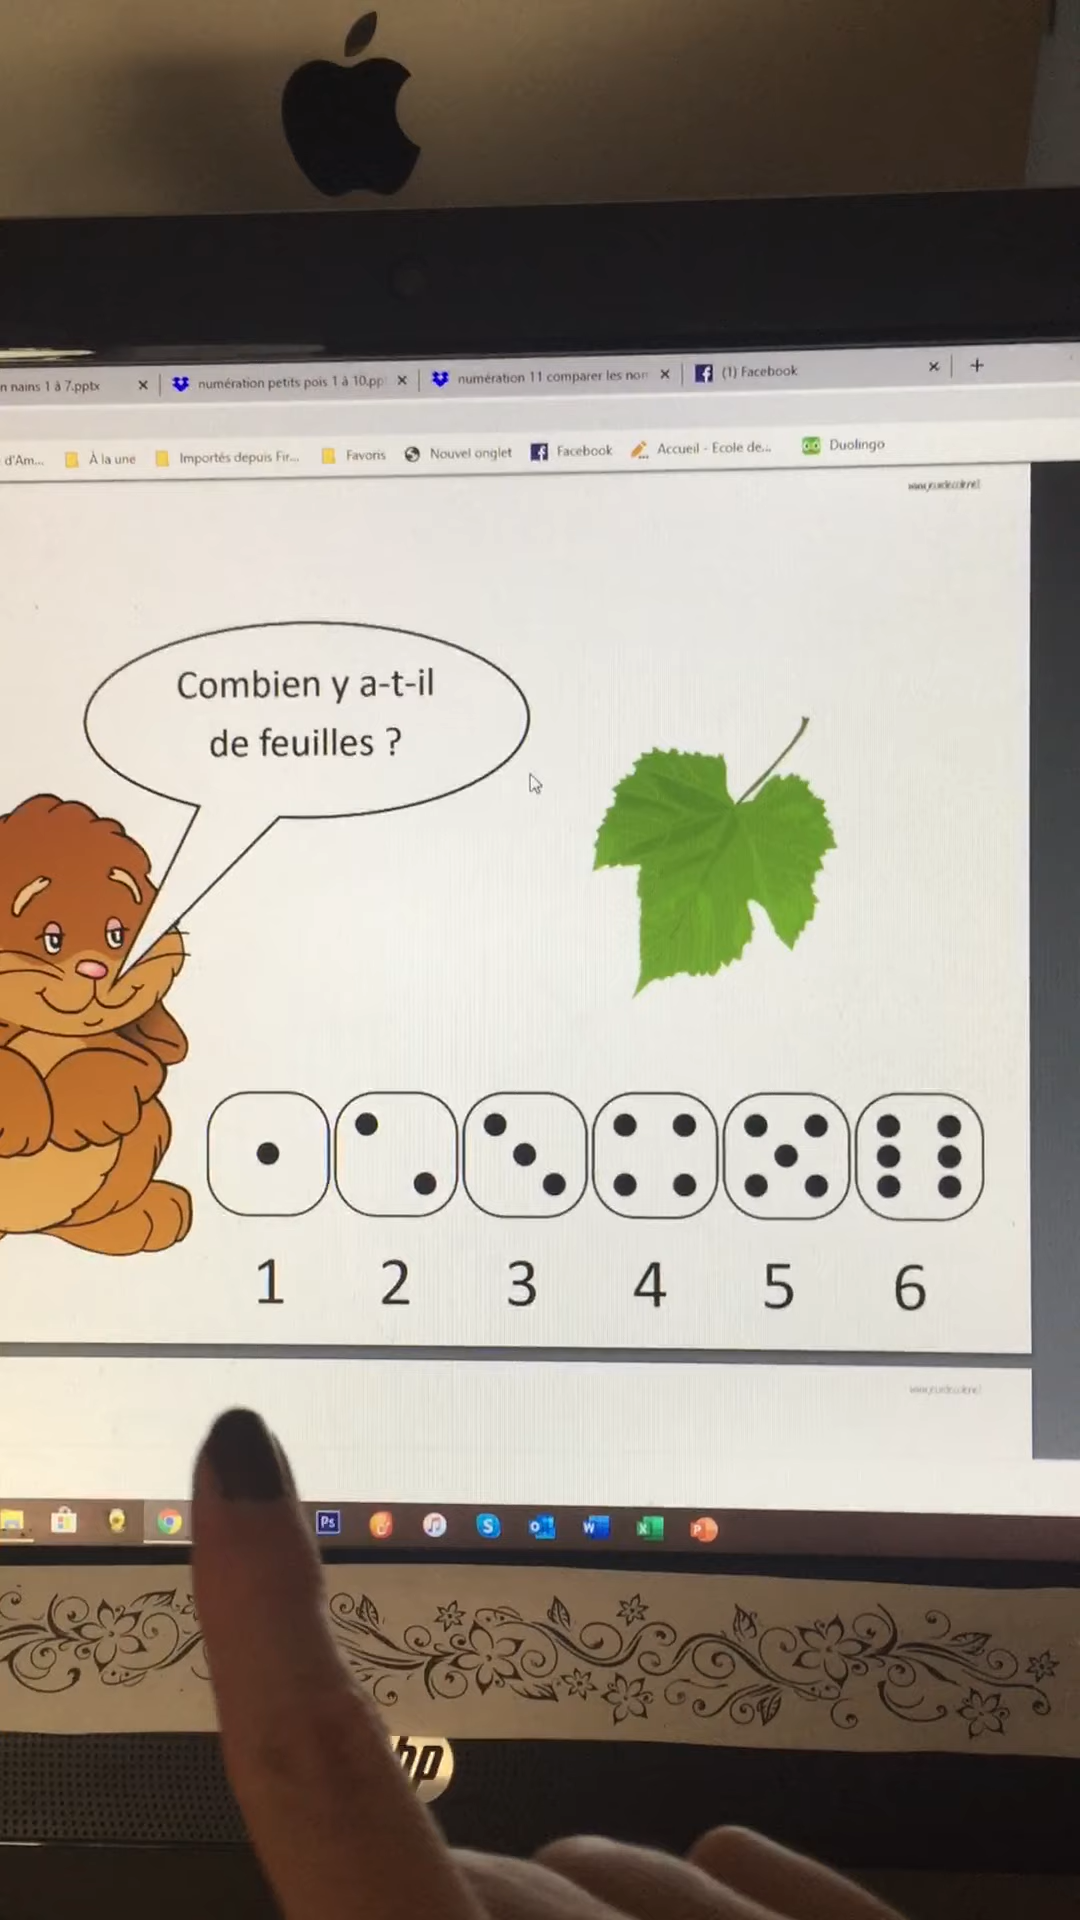 n nains 1 à 7.pptx
numération petits pois 1 à 10.pp
numération 11 comparer les nom
(1) Facebook
d'Am...
À la une
Importés depuis Fir...
Favoris
Nouvel onglet
Facebook
Accueil - Ecole de...
Duolingo
Combien y a-t-il
de feuilles ?
1 2 3 4 5 6
Ps
hp